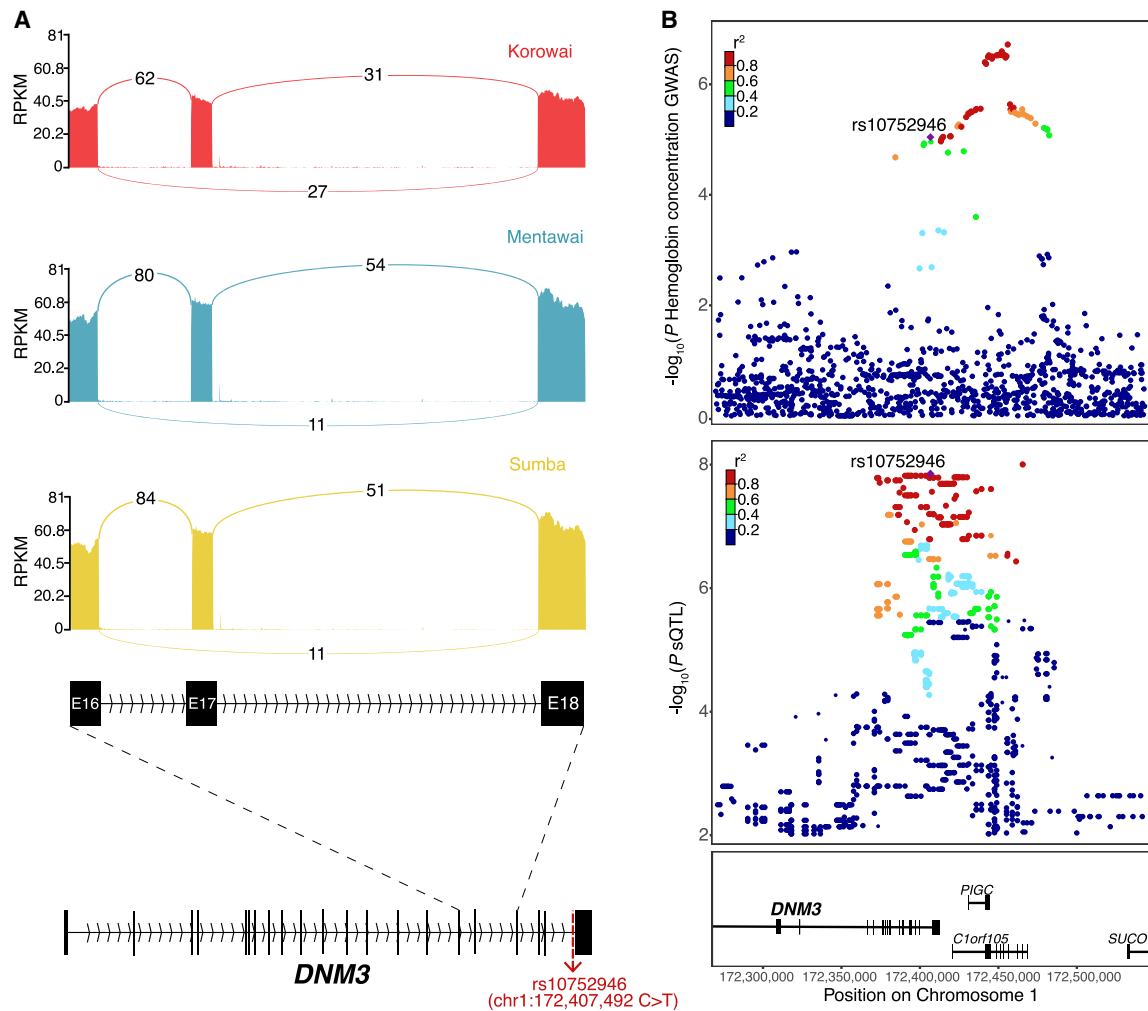 A
Korowai
RPKM
81
60.8
40.5
20.2
0
62
31
27
Mentawai
RPKM
81
60.8
40.5
20.2
0
80
54
11
Sumba
RPKM
81
60.8
40.5
20.2
0
84
51
11
E16
E17
E18
DNM3
rs10752946
(chr1:172,407,492 C>T)
B
-log10(P Hemoglobin concentration GWAS)
6
4
2
0
r2
0.8
0.6
0.4
0.2
rs10752946
-log10(P sQTL)
8
6
4
2
r2
0.8
0.6
0.4
0.2
rs10752946
PIGC
DNM3
C1orf105
SUCO
172,300,000 172,350,000 172,400,000 172,450,000 172,500,000
Position on Chromosome 1